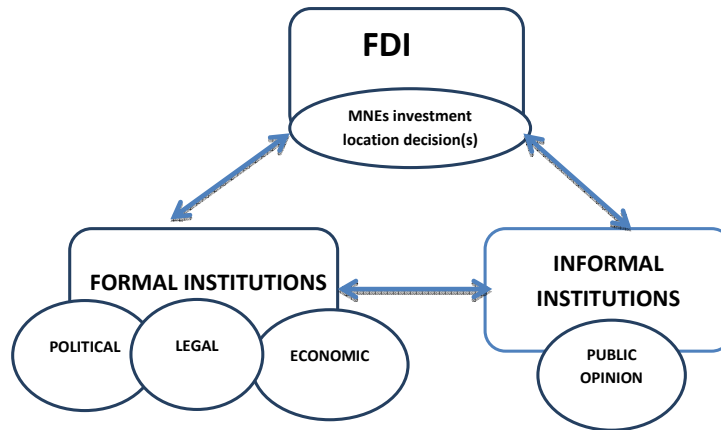 FDI
MNEs investment
location decision(s)
FORMAL INSTITUTIONS
POLITICAL
LEGAL
ECONOMIC
INFORMAL
INSTITUTIONS
PUBLIC
OPINION